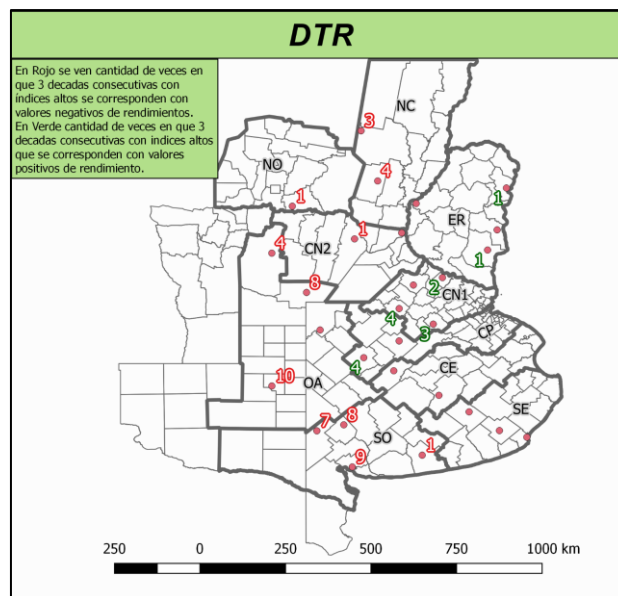 DTR
En Rojo se ven cantidad de veces en
que 3 decadas consecutivas con
índices altos se corresponden con
valores negativos de rendimientos.
En Verde cantidad de veces en que 3
decadas consecutivas con indices altos
que se corresponden con valores
positivos de rendimiento.
NC
3
NO
4
1
ER
1
1
CN2
4
1
8
2
CN1
4
3
CP
4
CE
10
OA
SE
7
8
SO
1
9
250 0 250 500 750 1000 km